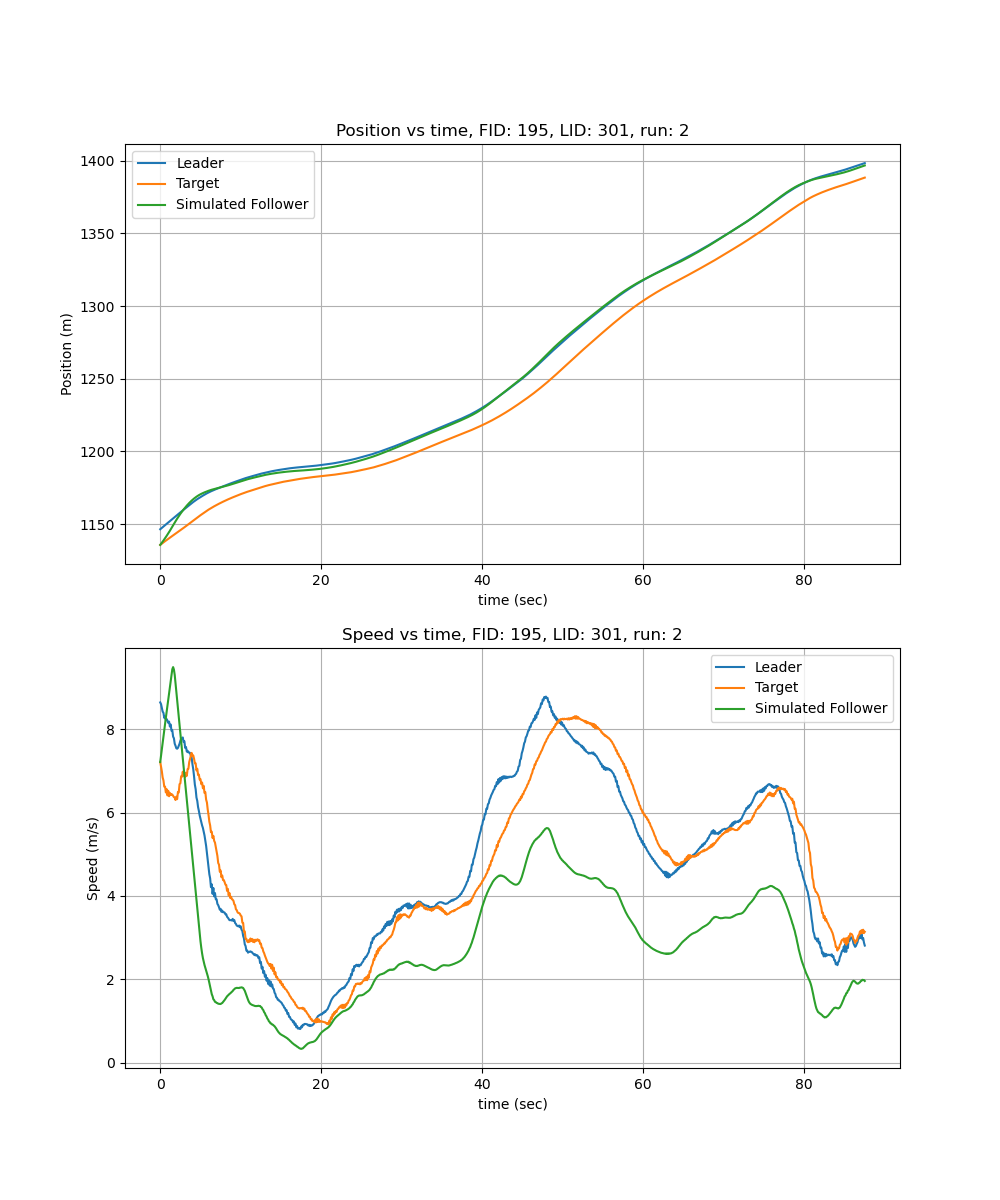 Position vs time, FID: 195, LID: 301, run: 2
Leader
Target
Simulated Follower
1400
1350
1300
1250
1200
1150
Position (m)
0 20 40 60 80
time (sec)
Speed vs time, FID: 195, LID: 301, run: 2
Leader
Target
Simulated Follower
8
6
4
2
0
Speed (m/s)
0 20 40 60 80
time (sec)